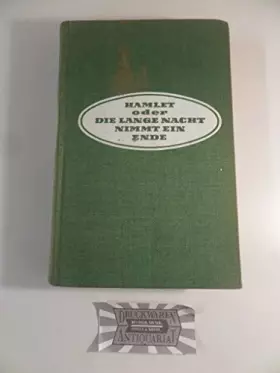 HAMLET
oder
DIE LANGE NACHT
NIMMT EIN
ENDE
DRUCKWAREN
ANTIQUARIAT